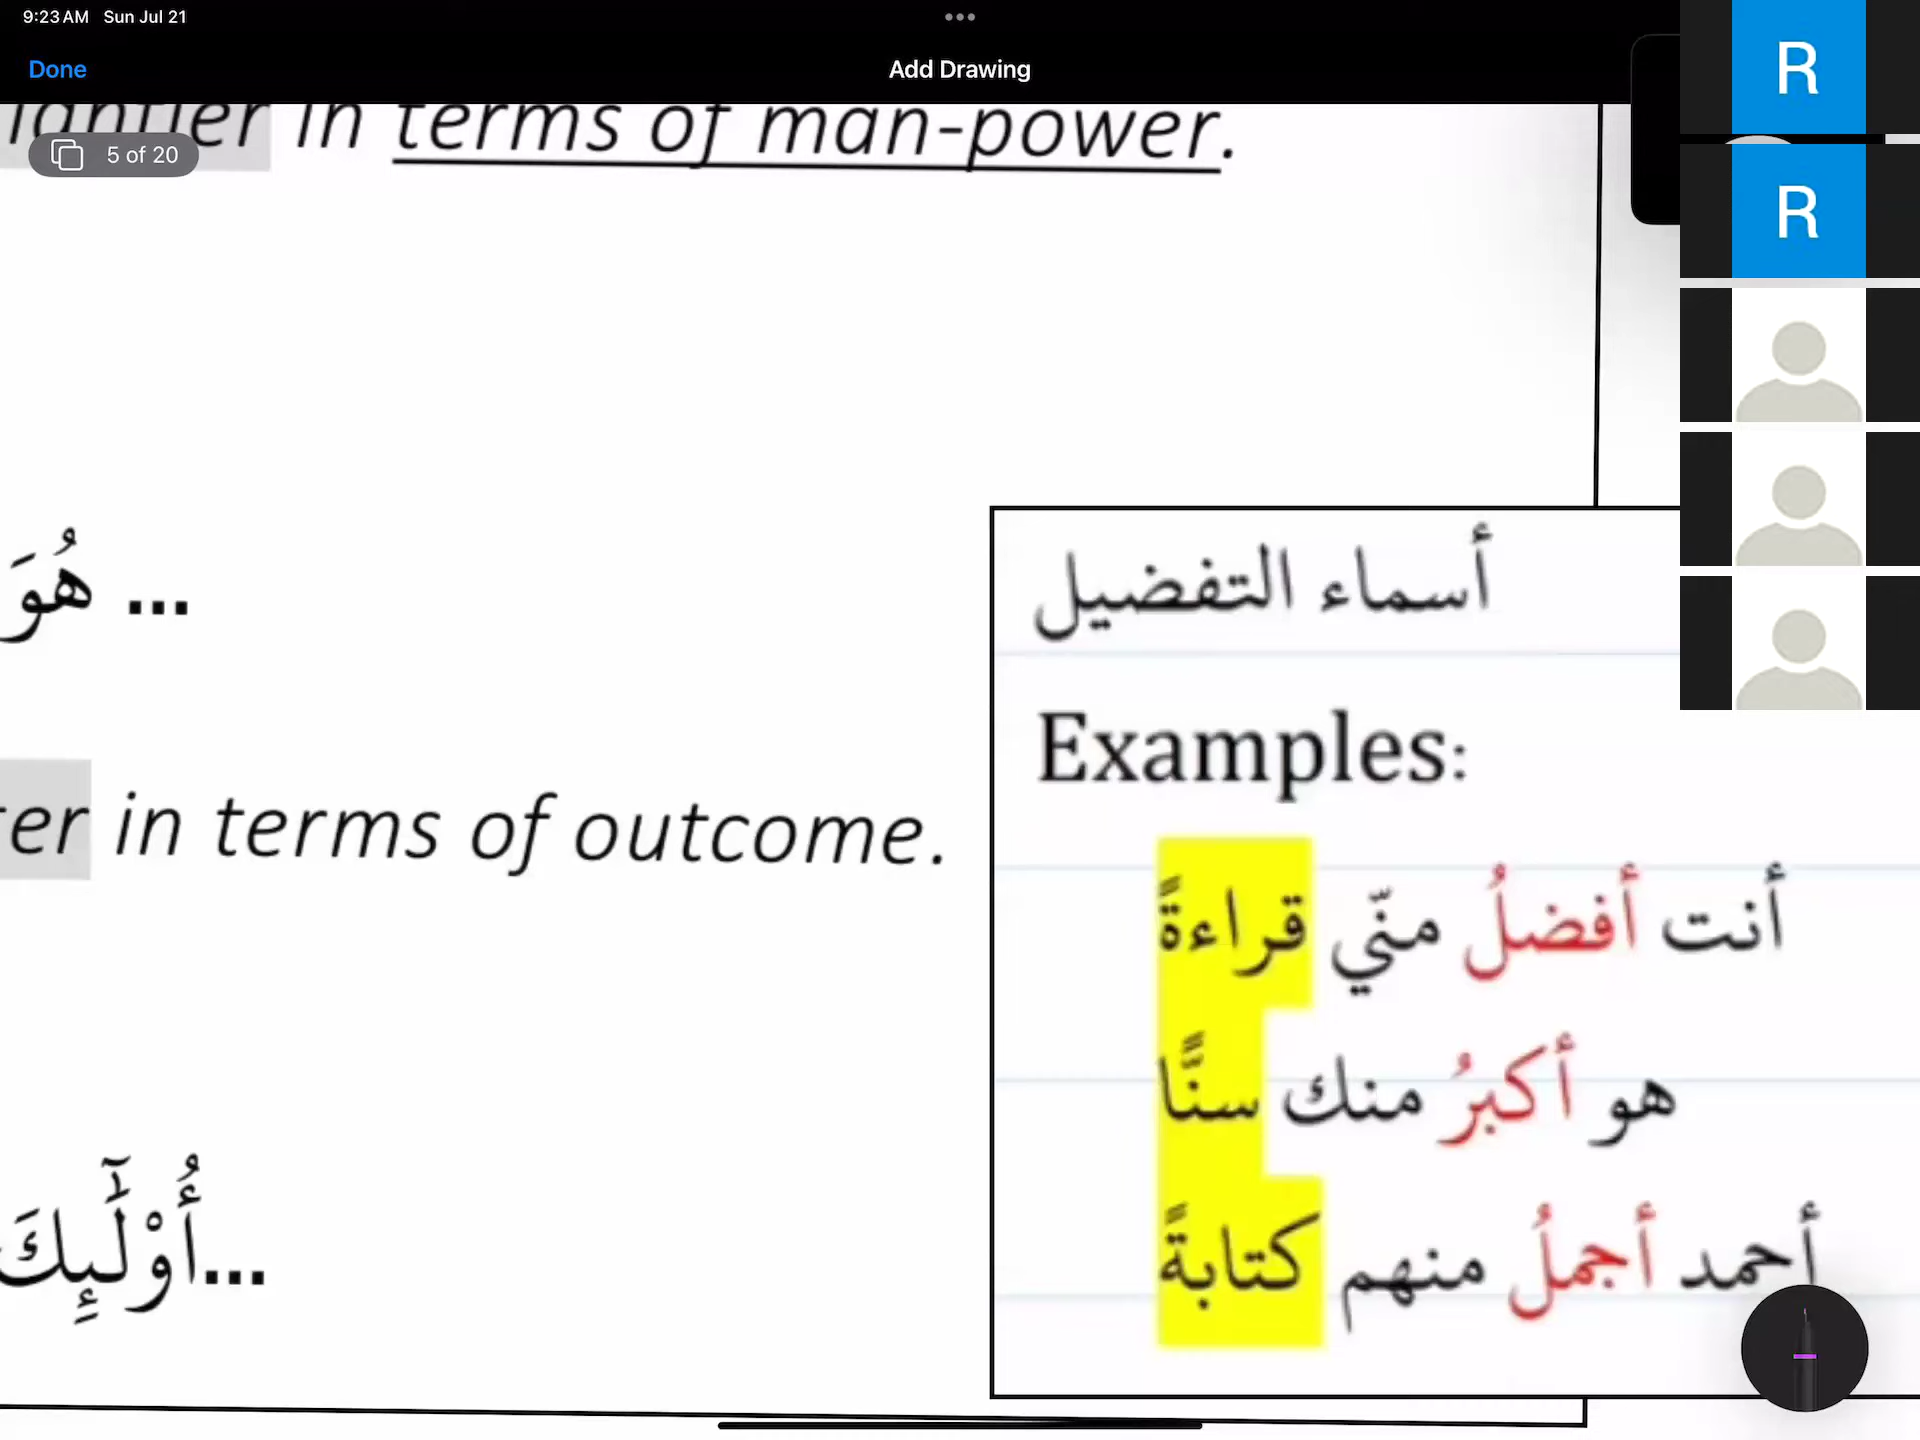 9:23 AM Sun Jul 21
Done
Add Drawing
R
R
in terms of man-power.
5 of 20
... هُوَ
أسماء التفضيل
Examples:
in terms of outcome.
أنت أفضلُ منّي قراءةً
هو أكبرُ منك سنًّا
أحمد أجملُ منهم كتابةً
...أُوْلَٰٓئِكَ